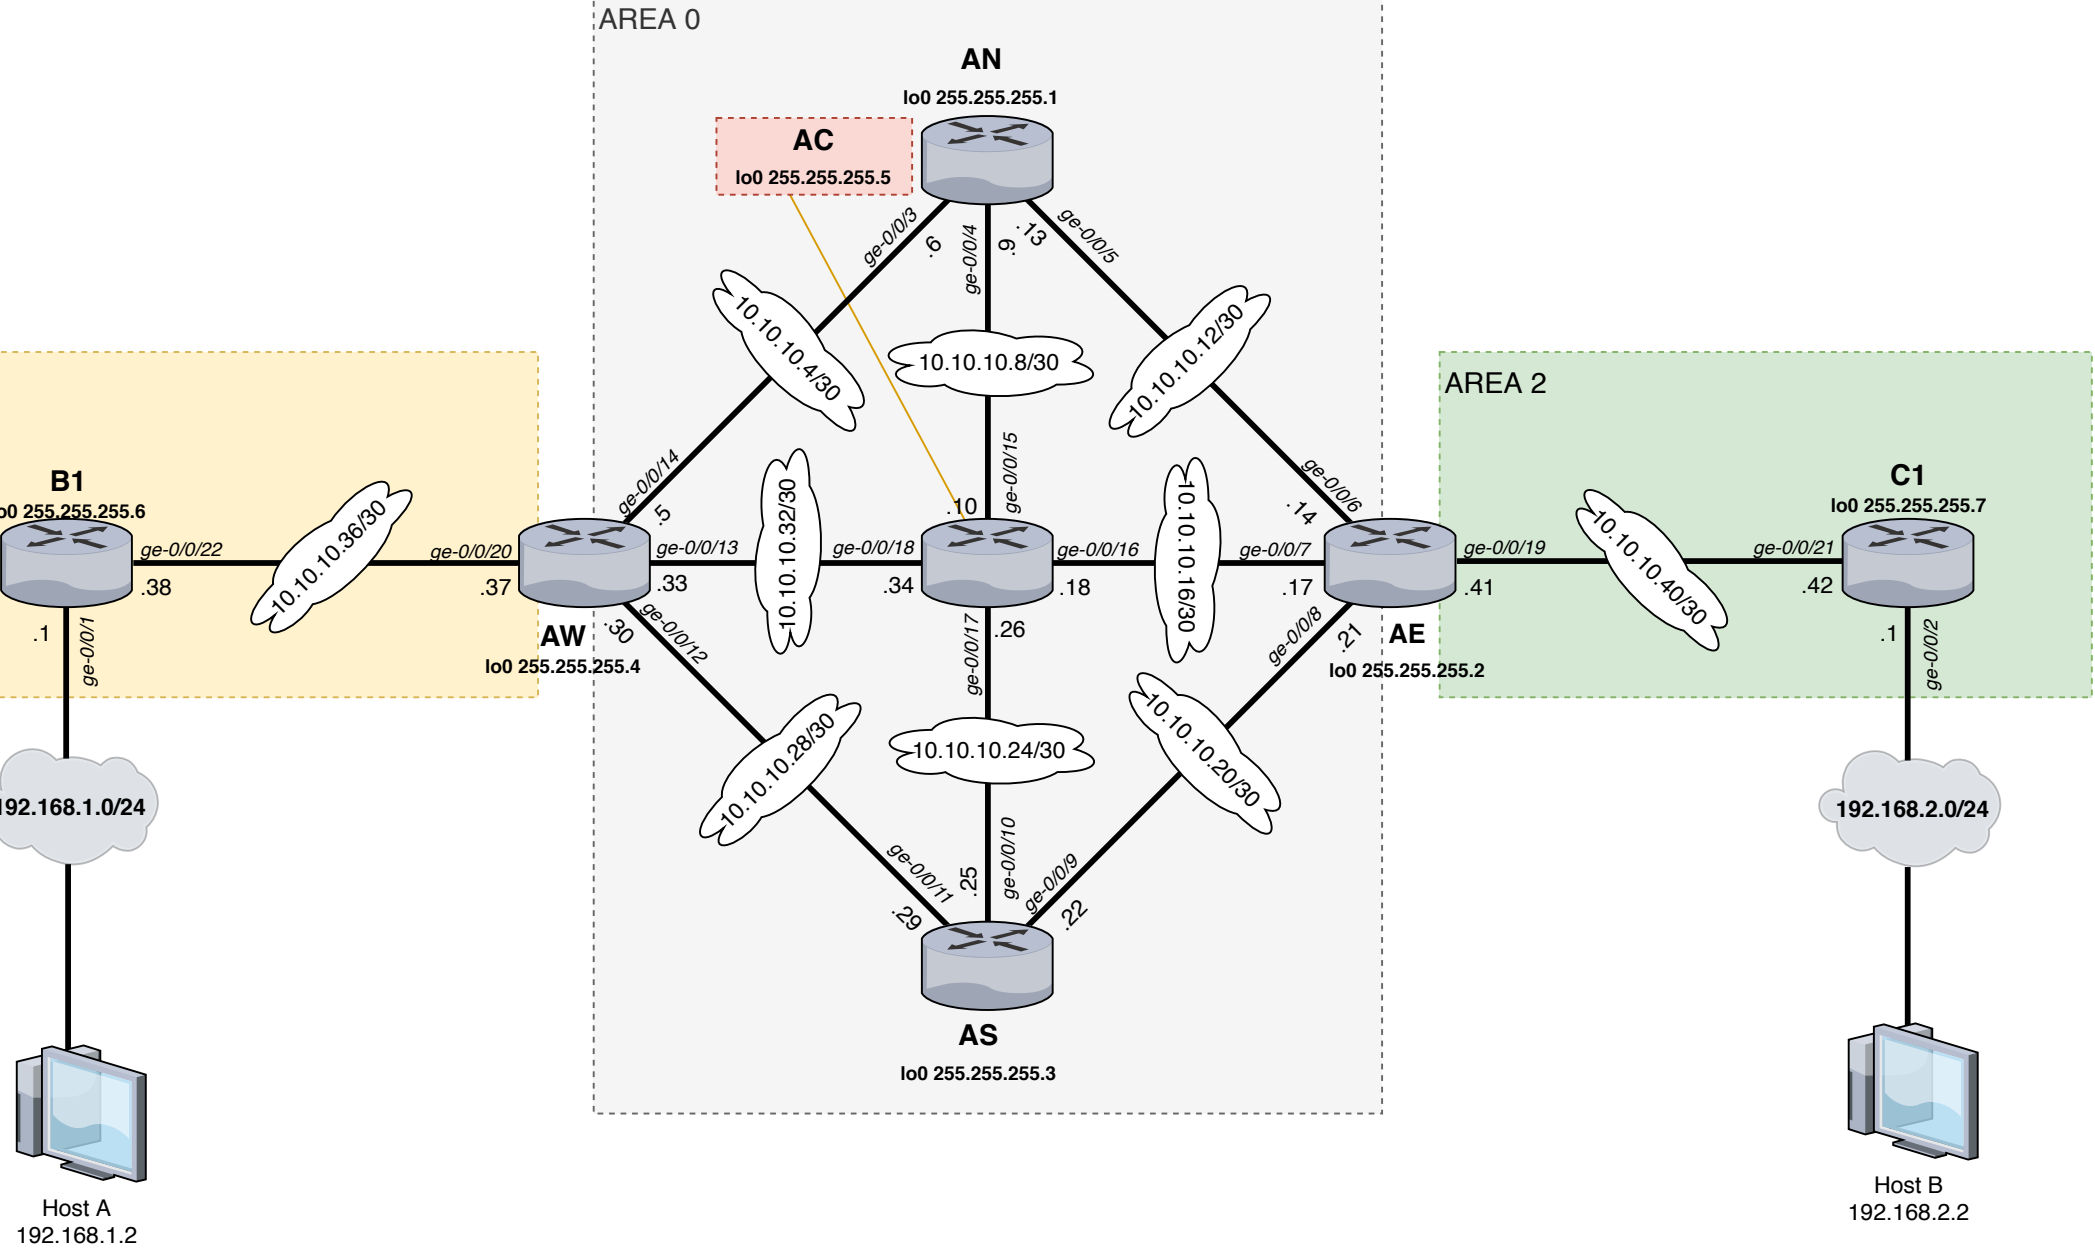 AREA 0
AN
lo0 255.255.255.1
AC
lo0 255.255.255.5
ge-0/0/3
.6
ge-0/0/4
.9
.13
ge-0/0/5
10.10.10.4/30
10.10.10.8/30
10.10.10.12/30
AREA 2
B1
o0 255.255.255.6
ge-0/0/22
.38
10.10.10.36/30
ge-0/0/20
.37
ge-0/0/14
.5
ge-0/0/13
.33
10.10.10.32/30
ge-0/0/18
.34
.10
ge-0/0/15
ge-0/0/16
.18
10.10.10.16/30
ge-0/0/7
.17
ge-0/0/6
.14
ge-0/0/19
.41
10.10.10.40/30
ge-0/0/21
.42
C1
lo0 255.255.255.7
.1
ge-0/0/1
AW
lo0 255.255.255.4
.30
ge-0/0/12
ge-0/0/17
.26
ge-0/0/8
.21
AE
lo0 255.255.255.2
.1
ge-0/0/2
10.10.10.28/30
10.10.10.24/30
10.10.10.20/30
192.168.1.0/24
192.168.2.0/24
ge-0/0/11
.29
.25
ge-0/0/10
ge-0/0/9
.22
AS
lo0 255.255.255.3
Host A
192.168.1.2
Host B
192.168.2.2